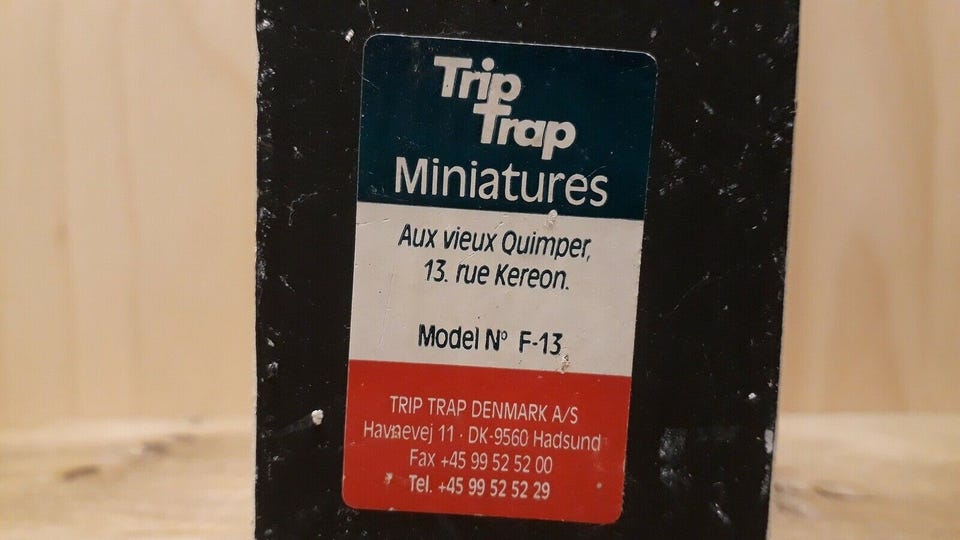 Trip
Trap
Miniatures
Aux vieux Quimper,
13. rue Kereon.
Model Nº F-13
TRIP TRAP DENMARK A/S
Havnevej 11 · DK-9560 Hadsund
Fax +45 99 52 52 00
Tel. +45 99 52 52 29